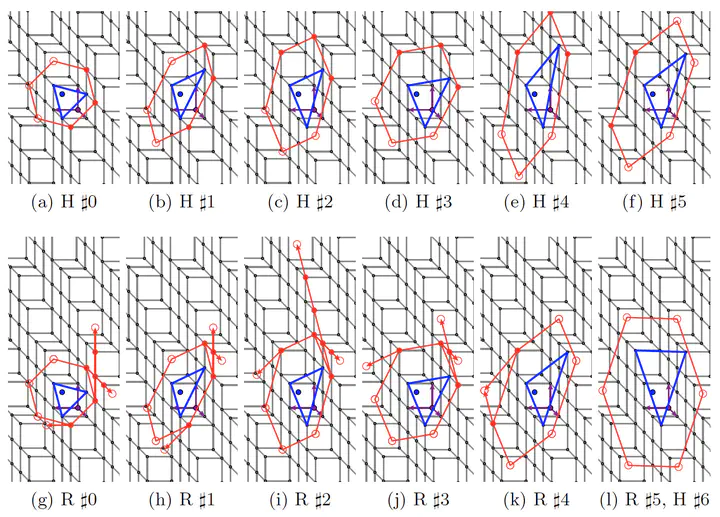 (a) H ♯0 (b) H ♯1 (c) H ♯2 (d) H ♯3 (e) H ♯4 (f) H ♯5
(g) R ♯0 (h) R ♯1 (i) R ♯2 (j) R ♯3 (k) R ♯4 (l) R ♯5, H ♯6